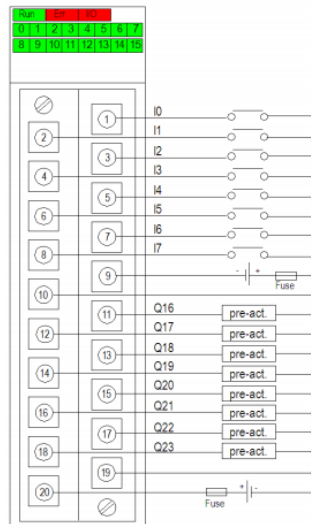 Run Err I/O
0 1 2 3 4 5 6 7
8 9 10 11 12 13 14 15
1 I0
2 I1
3 I2
4 I3
5 I4
6 I5
7 I6
8 I7
9 - + Fuse
10
11 Q16 pre-act.
12 Q17 pre-act.
13 Q18 pre-act.
14 Q19 pre-act.
15 Q20 pre-act.
16 Q21 pre-act.
17 Q22 pre-act.
18 Q23 pre-act.
19
20 Fuse + -